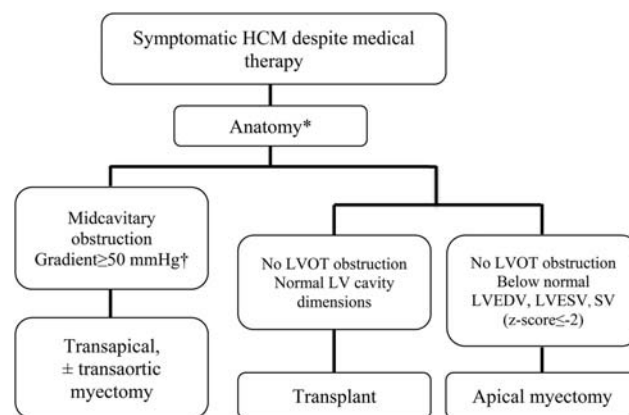 Symptomatic HCM despite medical
therapy
Anatomy*
Midcavitary
obstruction
Gradient≥50 mmHg†
No LVOT obstruction
Normal LV cavity
dimensions
No LVOT obstruction
Below normal
LVEDV, LVESV, SV
(z-score≤-2)
Transapical,
± transaortic
myectomy
Transplant
Apical myectomy